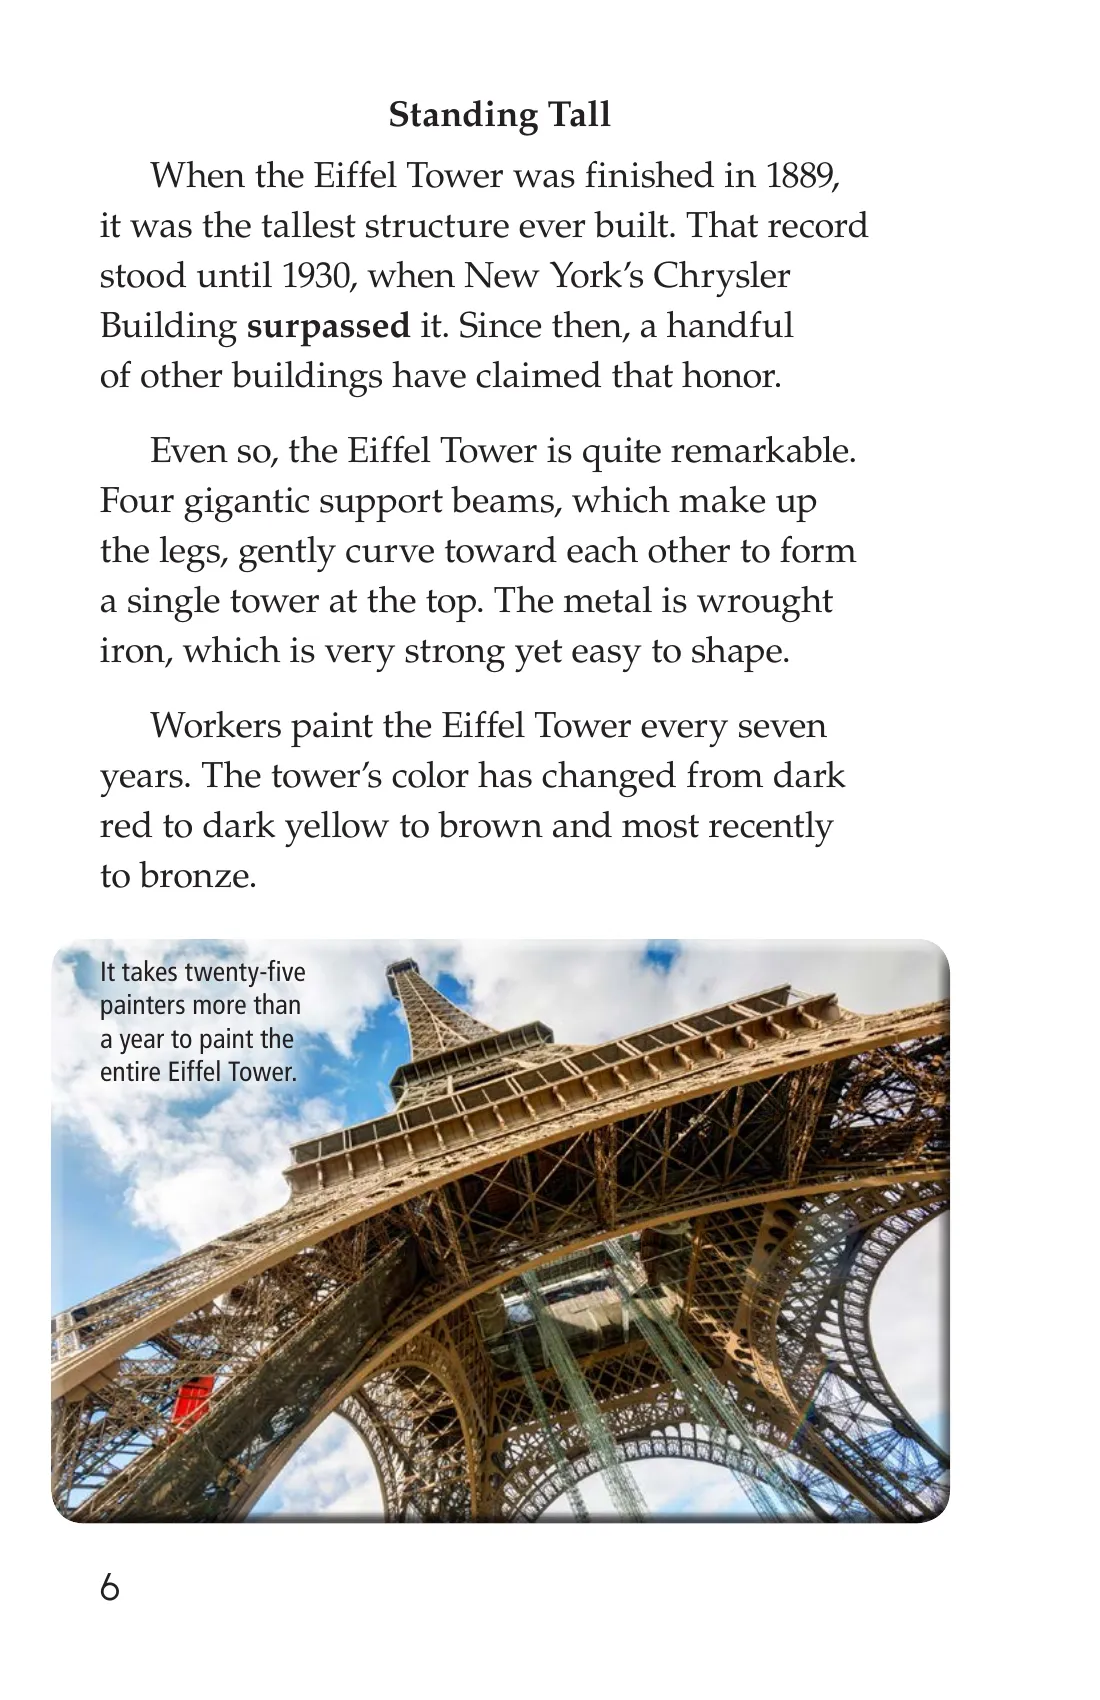 Standing Tall
When the Eiffel Tower was finished in 1889,
it was the tallest structure ever built. That record
stood until 1930, when New York’s Chrysler
Building surpassed it. Since then, a handful
of other buildings have claimed that honor.
Even so, the Eiffel Tower is quite remarkable.
Four gigantic support beams, which make up
the legs, gently curve toward each other to form
a single tower at the top. The metal is wrought
iron, which is very strong yet easy to shape.
Workers paint the Eiffel Tower every seven
years. The tower’s color has changed from dark
red to dark yellow to brown and most recently
to bronze.
It takes twenty-five
painters more than
a year to paint the
entire Eiffel Tower.
6